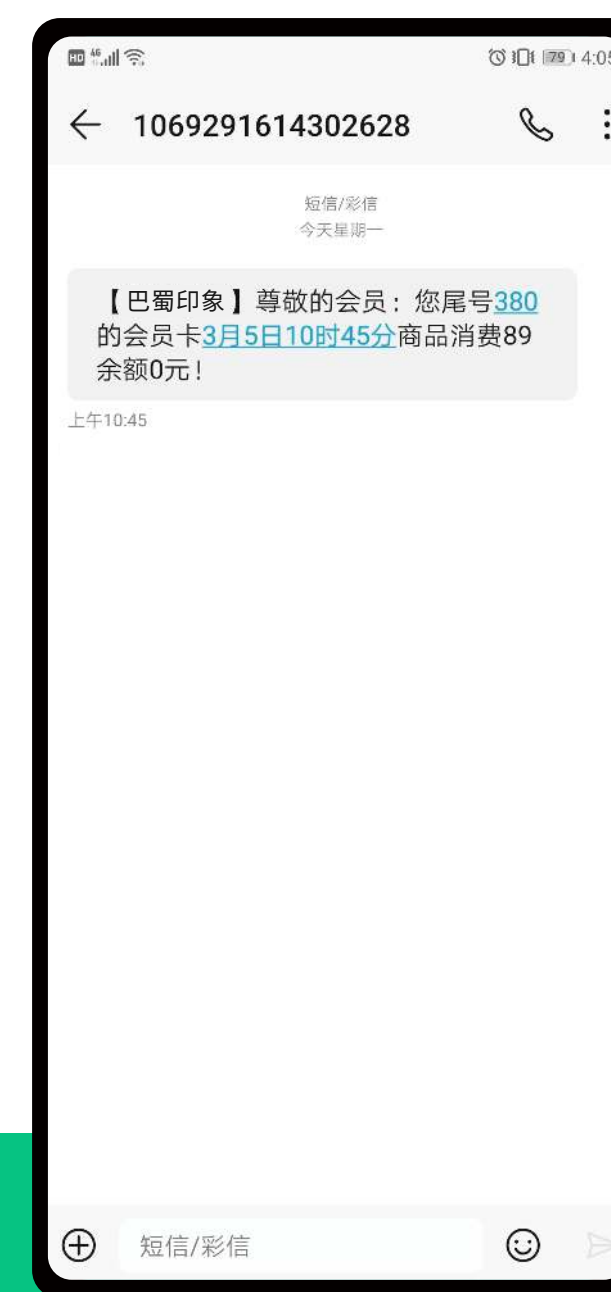 HD 46 79 4:05
1069291614302628
短信/彩信
今天星期一
【巴蜀印象】尊敬的会员：您尾号380
的会员卡3月5日10时45分商品消费89
余额0元！
上午10:45
短信/彩信